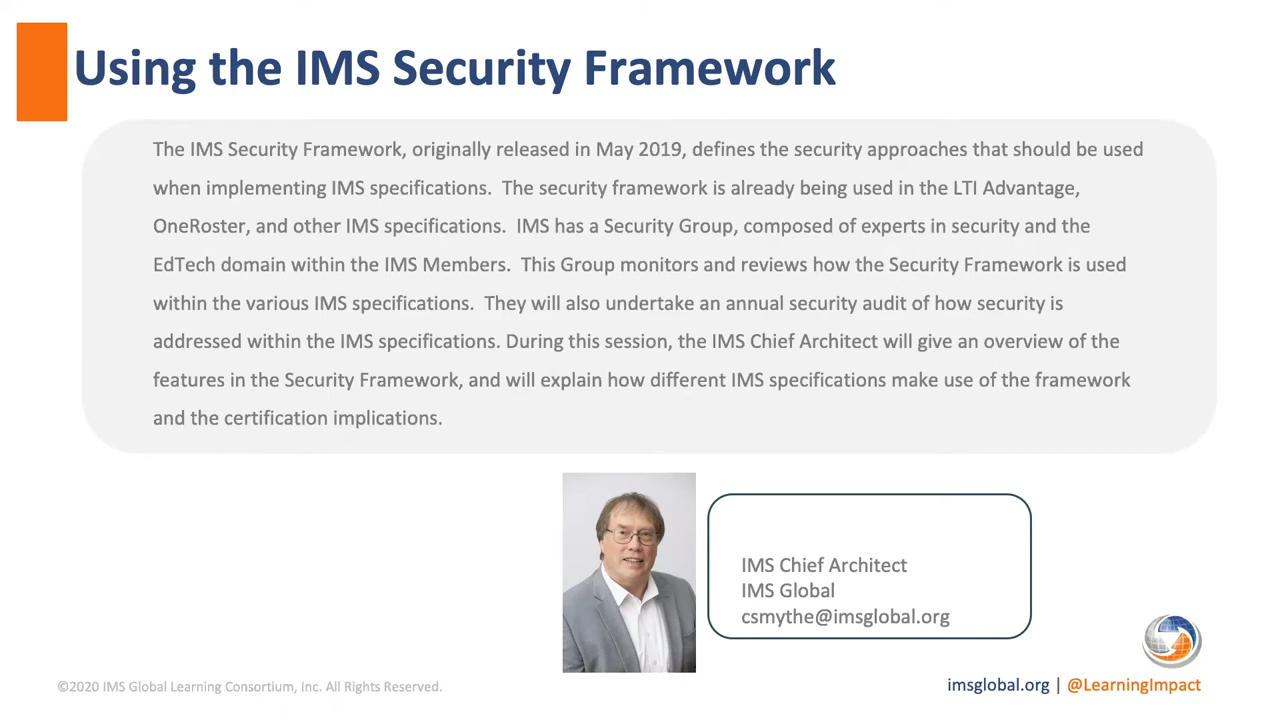 Using the IMS Security Framework
The IMS Security Framework, originally released in May 2019, defines the security approaches that should be used
when implementing IMS specifications.  The security framework is already being used in the LTI Advantage,
OneRoster, and other IMS specifications.  IMS has a Security Group, composed of experts in security and the
EdTech domain within the IMS Members.  This Group monitors and reviews how the Security Framework is used
within the various IMS specifications.  They will also undertake an annual security audit of how security is
addressed within the IMS specifications. During this session, the IMS Chief Architect will give an overview of the
features in the Security Framework, and will explain how different IMS specifications make use of the framework
and the certification implications.
IMS Chief Architect
IMS Global
csmythe@imsglobal.org
©2020 IMS Global Learning Consortium, Inc. All Rights Reserved.
imsglobal.org | @LearningImpact